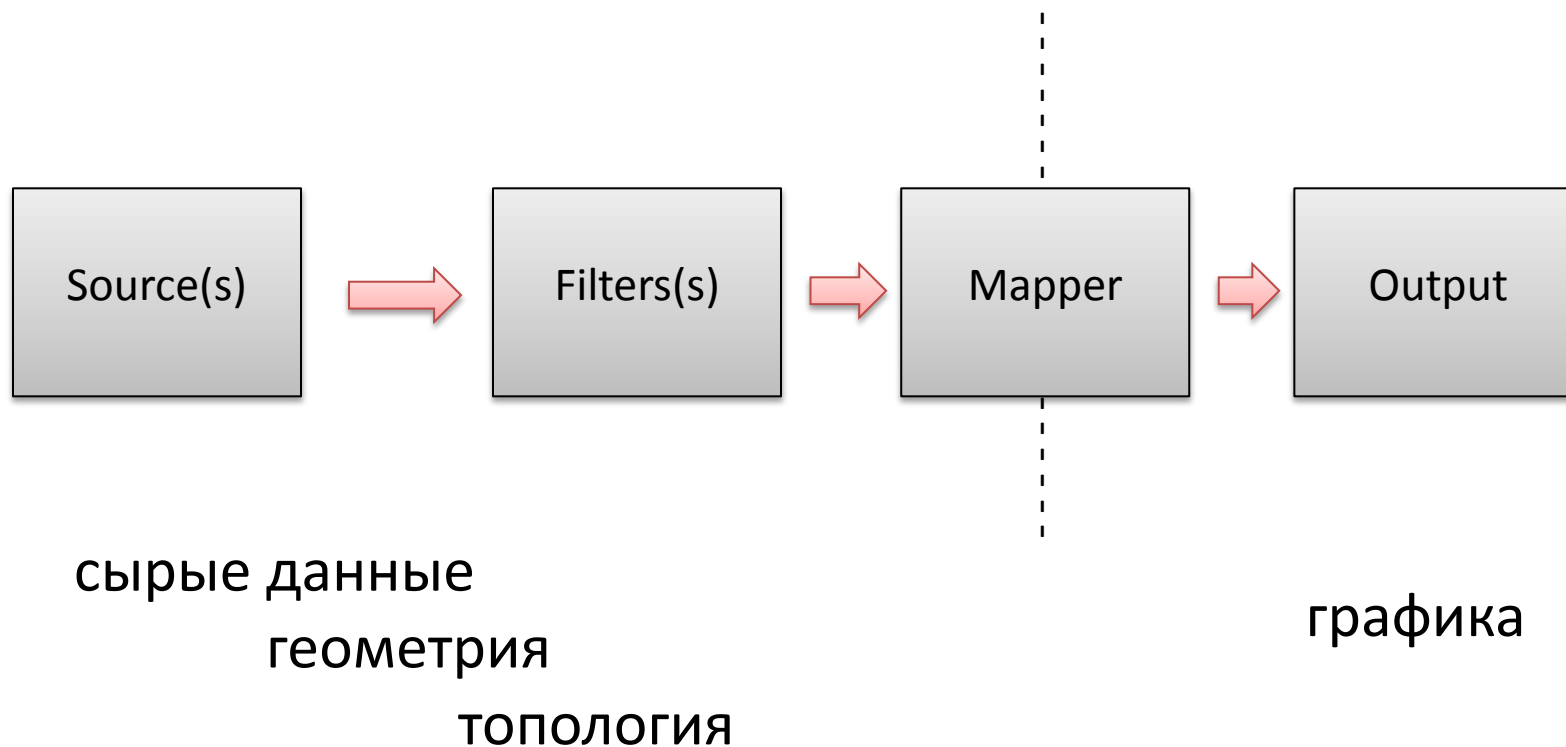 Source(s)
Filters(s)
Mapper
Output
сырые данные
геометрия
топология
графика